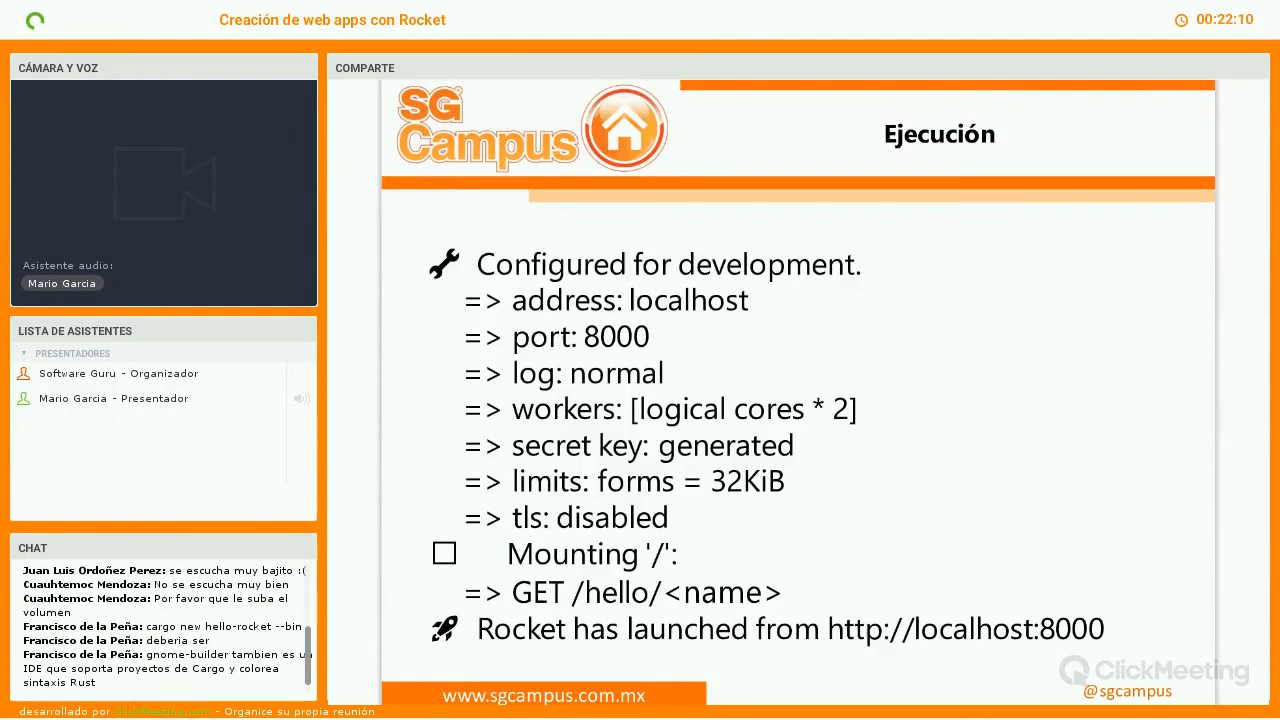 Creación de web apps con Rocket
00:22:10
CÁMARA Y VOZ
Asistente audio:
Mario Garcia
LISTA DE ASISTENTES
PRESENTADORES
Software Guru - Organizador
Mario Garcia - Presentador
CHAT
Juan Luis Ordoñez Perez: se escucha muy bajito :(
Cuauhtemoc Mendoza: No se escucha muy bien
Cuauhtemoc Mendoza: Por favor que le suba el
volumen
Francisco de la Peña: cargo new hello-rocket --bin
Francisco de la Peña: deberia ser
Francisco de la Peña: gnome-builder tambien es un
IDE que soporta proyectos de Cargo y colorea
sintaxis Rust
COMPARTE
SG
Campus
Ejecución
Configured for development.
=> address: localhost
=> port: 8000
=> log: normal
=> workers: [logical cores * 2]
=> secret key: generated
=> limits: forms = 32KiB
=> tls: disabled
Mounting '/':
=> GET /hello/<name>
Rocket has launched from http://localhost:8000
ClickMeeting
www.sgcampus.com.mx
@sgcampus
desarrollado por ClickMeeting.com - Organice su propia reunión